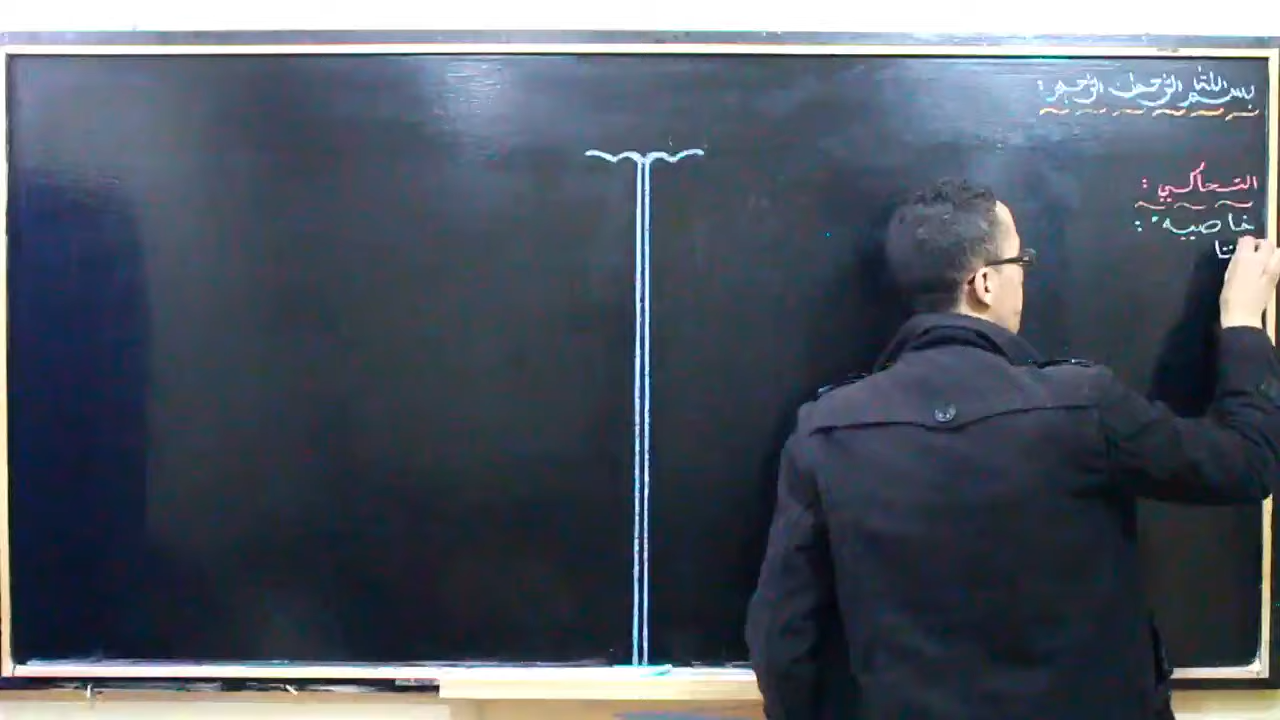 بسم الله الرحمن الرحيم :
التحاكي :
خاصية :